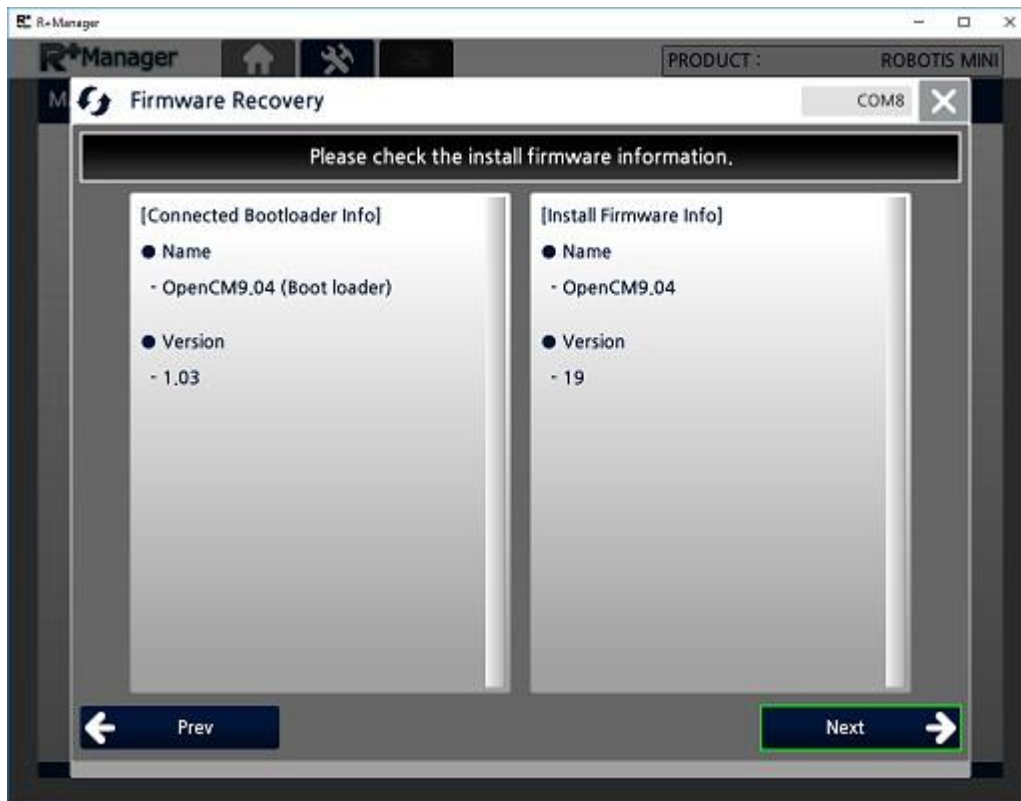 R+Manager
R+Manager
PRODUCT : ROBOTIS MINI
M
Firmware Recovery
COM8
Please check the install firmware information.
[Connected Bootloader Info]
● Name
- OpenCM9.04 (Boot loader)
● Version
- 1.03
[Install Firmware Info]
● Name
- OpenCM9.04
● Version
- 19
Prev
Next